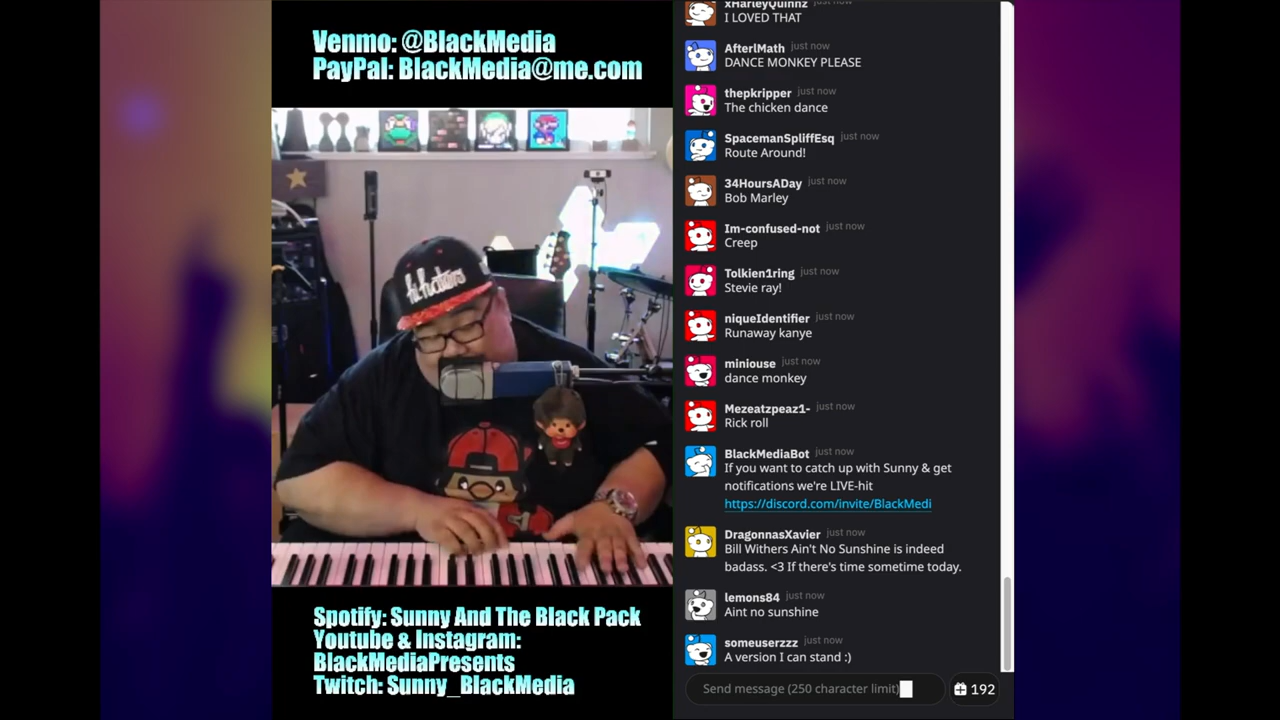 Venmo: @BlackMedia
PayPal: BlackMedia@me.com
Spotify: Sunny And The Black Pack
Youtube & Instagram:
BlackMediaPresents
Twitch: Sunny_BlackMedia
xHarleyQuinnz just now
I LOVED THAT
AfterlMath just now
DANCE MONKEY PLEASE
thepkripper just now
The chicken dance
SpacemanSpliffEsq just now
Route Around!
34HoursADay just now
Bob Marley
Im-confused-not just now
Creep
Tolkien1ring just now
Stevie ray!
niqueIdentifier just now
Runaway kanye
miniouse just now
dance monkey
Mezeatzpeaz1- just now
Rick roll
BlackMediaBot just now
If you want to catch up with Sunny & get
notifications we're LIVE-hit
https://discord.com/invite/BlackMedi
DragonnasXavier just now
Bill Withers Ain't No Sunshine is indeed
badass. <3 If there's time sometime today.
lemons84 just now
Aint no sunshine
someuserzzz just now
A version I can stand :)
Send message (250 character limit)
192